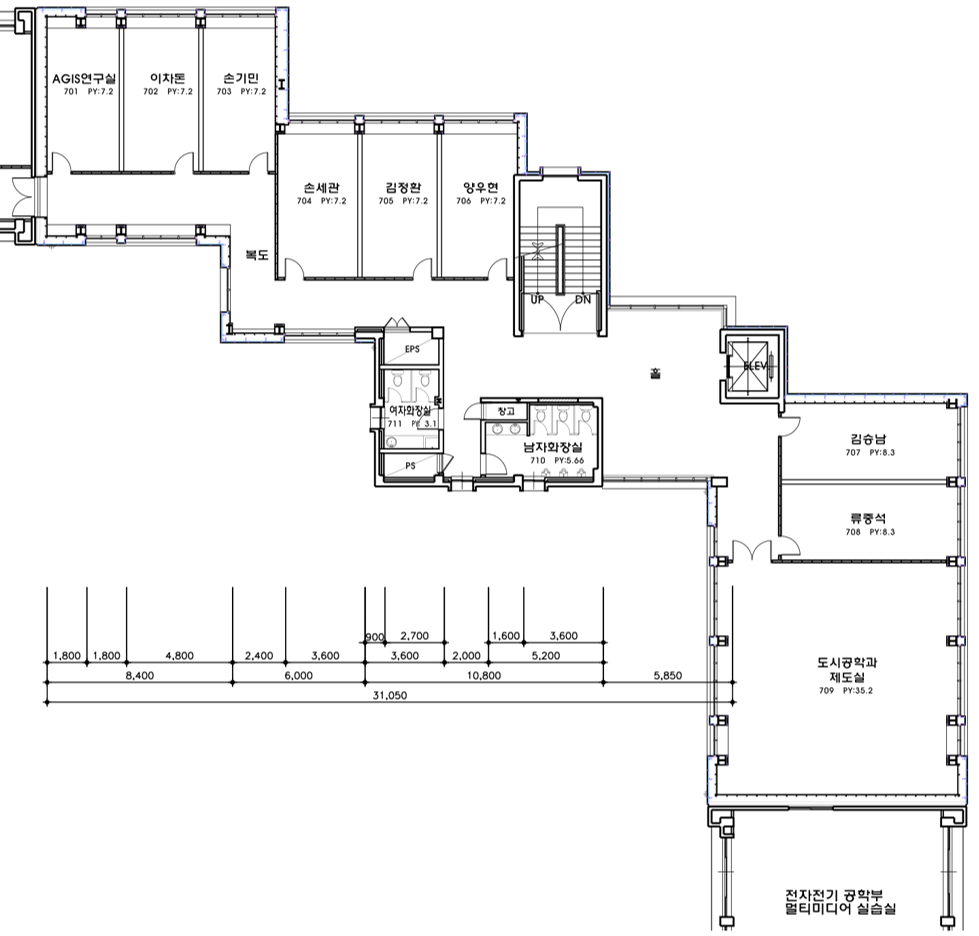 AGIS연구실
701 PY:7.2
이차돈
702 PY:7.2
손기민
703 PY:7.2
손세관
704 PY:7.2
김정환
705 PY:7.2
양우현
706 PY:7.2
복도
UP
DN
EPS
홀
ELEV
여자화장실
711 PY 3.1
창고
남자화장실
710 PY:5.66
PS
김승남
707 PY:8.3
류중석
708 PY:8.3
900
2,700
1,600
3,600
1,800
1,800
4,800
2,400
3,600
3,600
2,000
5,200
8,400
6,000
10,800
5,850
31,050
도시공학과
제도실
709 PY:35.2
전자전기 공학부
멀티미디어 실습실